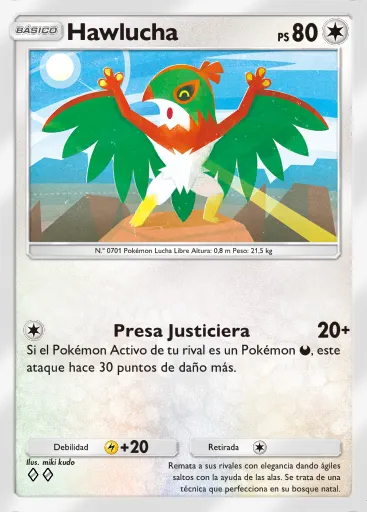 BÁSICO Hawlucha PS 80
N.º 0701 Pokémon Lucha Libre Altura: 0,8 m Peso: 21,5 kg
Presa Justiciera 20+
Si el Pokémon Activo de tu rival es un Pokémon , este
ataque hace 30 puntos de daño más.
Debilidad +20 Retirada
Ilus. miki kudo
Remata a sus rivales con elegancia dando ágiles
saltos con la ayuda de las alas. Se trata de una
técnica que perfecciona en su bosque natal.